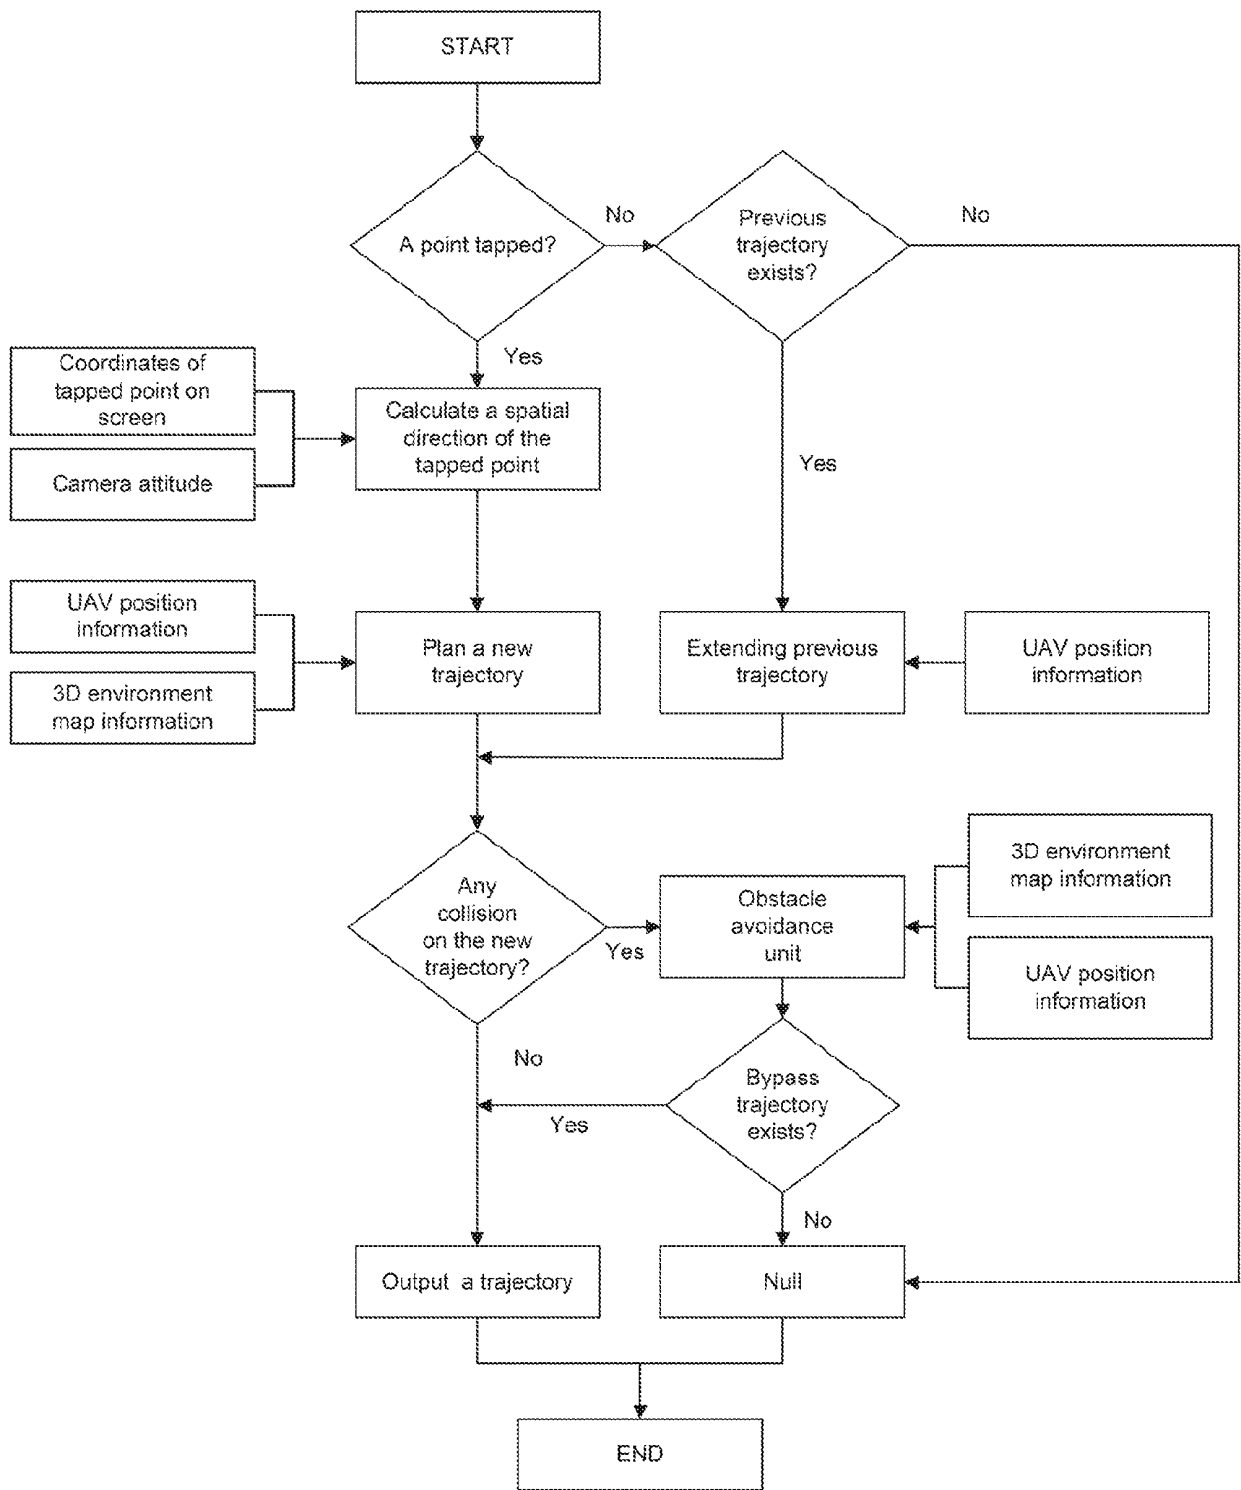 START
A point tapped?
No
Previous
trajectory
exists?
No
Yes
Coordinates of
tapped point on
screen
Camera attitude
Calculate a spatial
direction of the
tapped point
Yes
UAV position
information
3D environment
map information
Plan a new
trajectory
Extending previous
trajectory
UAV position
information
Any
collision
on the new
trajectory?
Yes
Obstacle
avoidance
unit
3D environment
map information
UAV position
information
No
Bypass
trajectory
exists?
Yes
No
Output a trajectory
Null
END